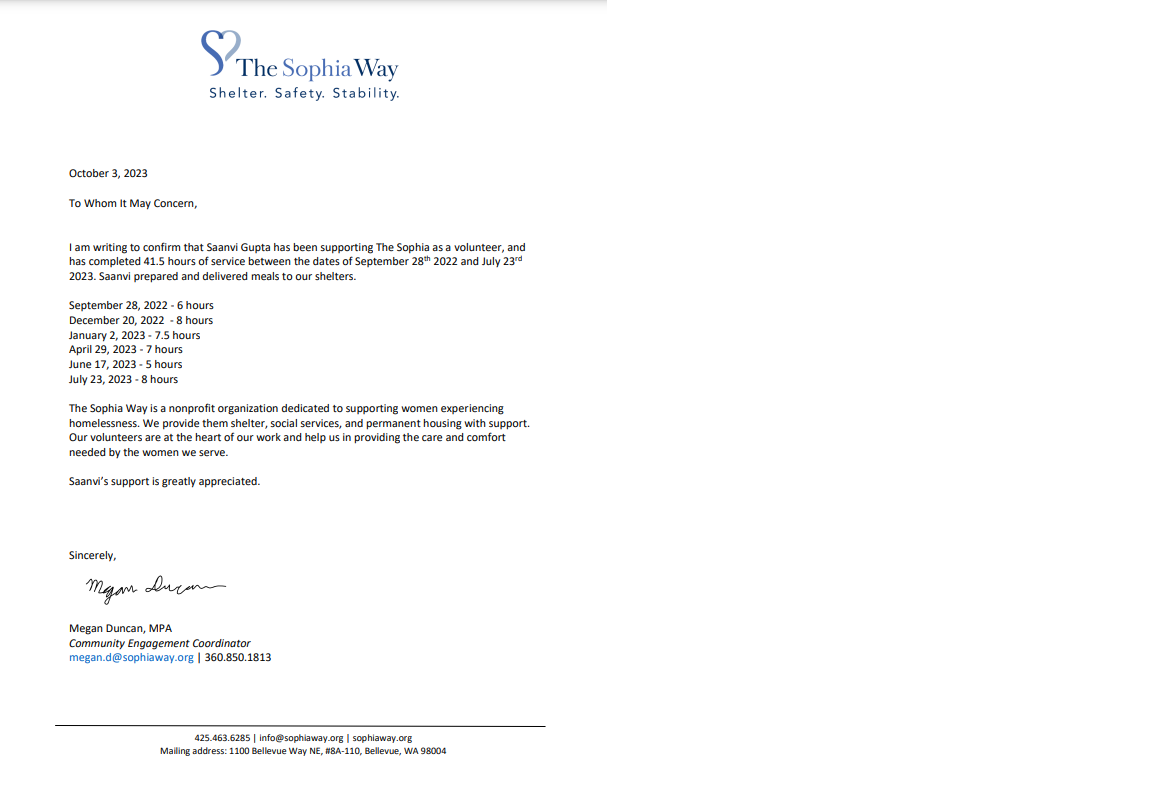 The Sophia Way
Shelter. Safety. Stability.
October 3, 2023
To Whom It May Concern,
I am writing to confirm that Saanvi Gupta has been supporting The Sophia as a volunteer, and
has completed 41.5 hours of service between the dates of September 28th 2022 and July 23rd
2023. Saanvi prepared and delivered meals to our shelters.
September 28, 2022 - 6 hours
December 20, 2022  - 8 hours
January 2, 2023 - 7.5 hours
April 29, 2023 - 7 hours
June 17, 2023 - 5 hours
July 23, 2023 - 8 hours
The Sophia Way is a nonprofit organization dedicated to supporting women experiencing
homelessness. We provide them shelter, social services, and permanent housing with support.
Our volunteers are at the heart of our work and help us in providing the care and comfort
needed by the women we serve.
Saanvi’s support is greatly appreciated.
Sincerely,
Megan Duncan
Megan Duncan, MPA
Community Engagement Coordinator
megan.d@sophiaway.org | 360.850.1813
425.463.6285 | info@sophiaway.org | sophiaway.org
Mailing address: 1100 Bellevue Way NE, #8A-110, Bellevue, WA 98004